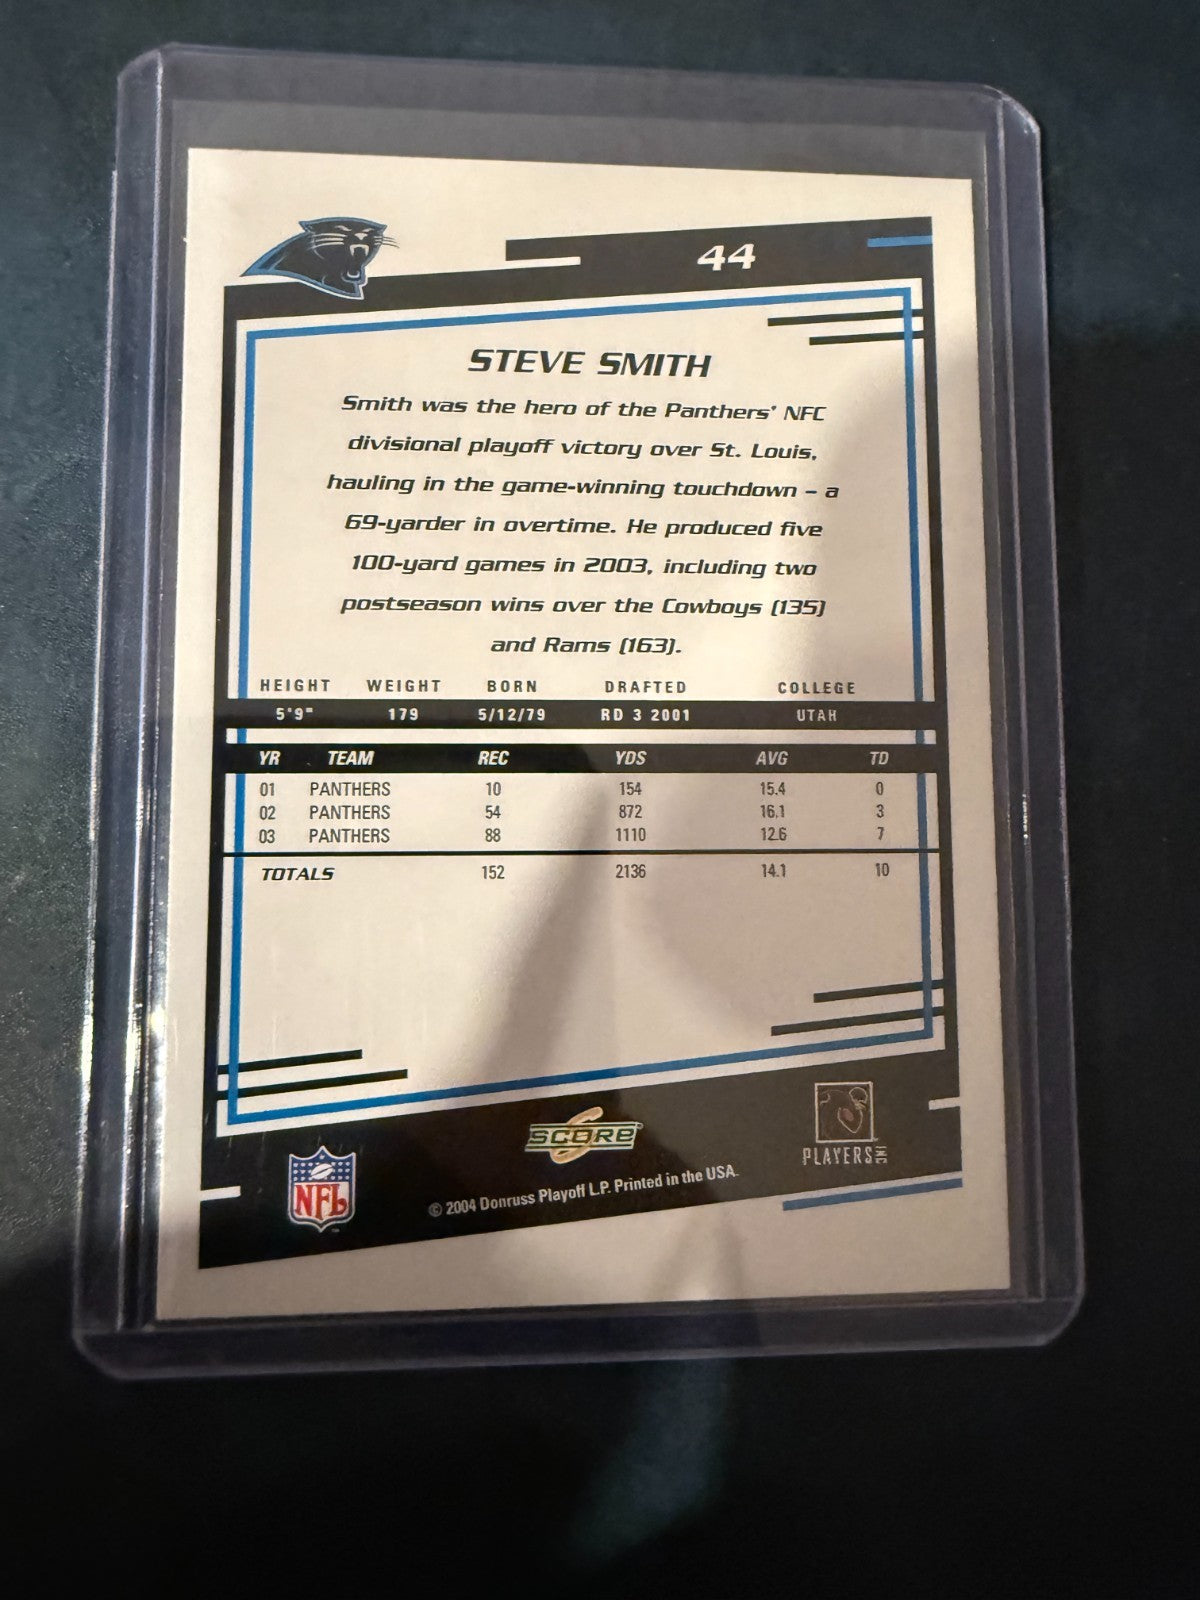 44
STEVE SMITH
Smith was the hero of the Panthers' NFC
divisional playoff victory over St. Louis,
hauling in the game-winning touchdown – a
69-yarder in overtime. He produced five
100-yard games in 2003, including two
postseason wins over the Cowboys (135)
and Rams (163).
HEIGHT WEIGHT BORN DRAFTED COLLEGE
5'9" 179 5/12/79 RD 3 2001 UTAH
YR TEAM REC YDS AVG TD
01 PANTHERS 10 154 15.4 0
02 PANTHERS 54 872 16.1 3
03 PANTHERS 88 1110 12.6 7
TOTALS 152 2136 14.1 10
NFL
SCORE
PLAYERS INC
© 2004 Donruss Playoff L.P. Printed in the USA.